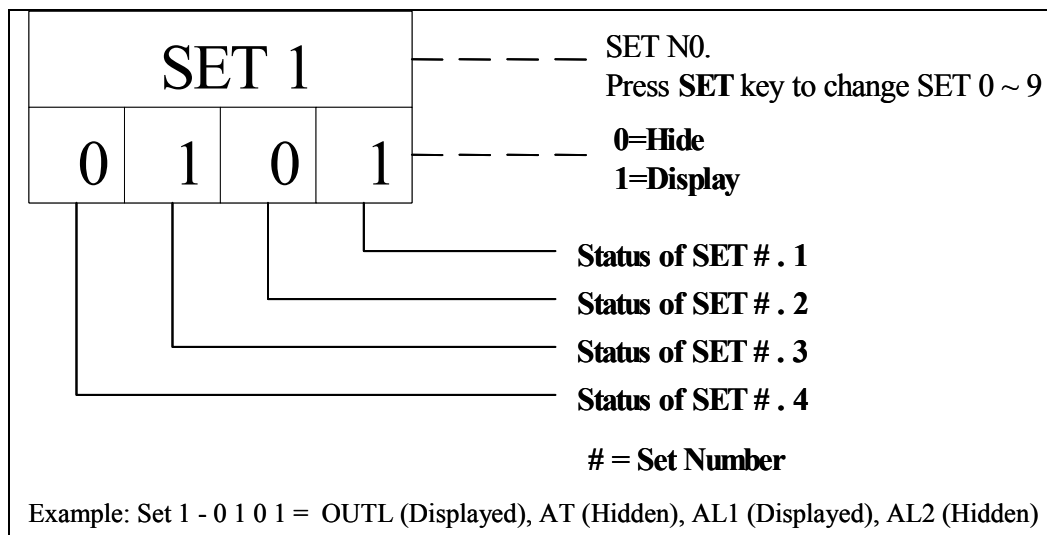 SET 1
SET N0.
Press SET key to change SET 0 ~ 9
0 1 0 1
0=Hide
1=Display
Status of SET # . 1
Status of SET # . 2
Status of SET # . 3
Status of SET # . 4
# = Set Number
Example: Set 1 - 0 1 0 1 = OUTL (Displayed), AT (Hidden), AL1 (Displayed), AL2 (Hidden)